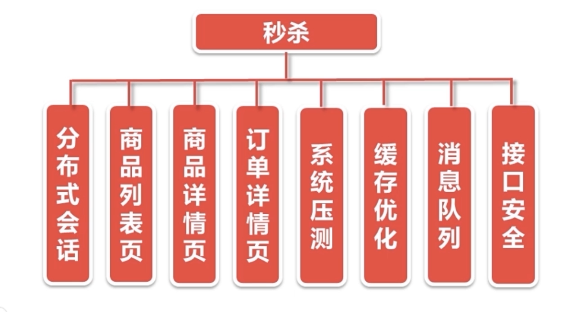 秒杀
分布式会话
商品列表页
商品详情页
订单详情页
系统压测
缓存优化
消息队列
接口安全